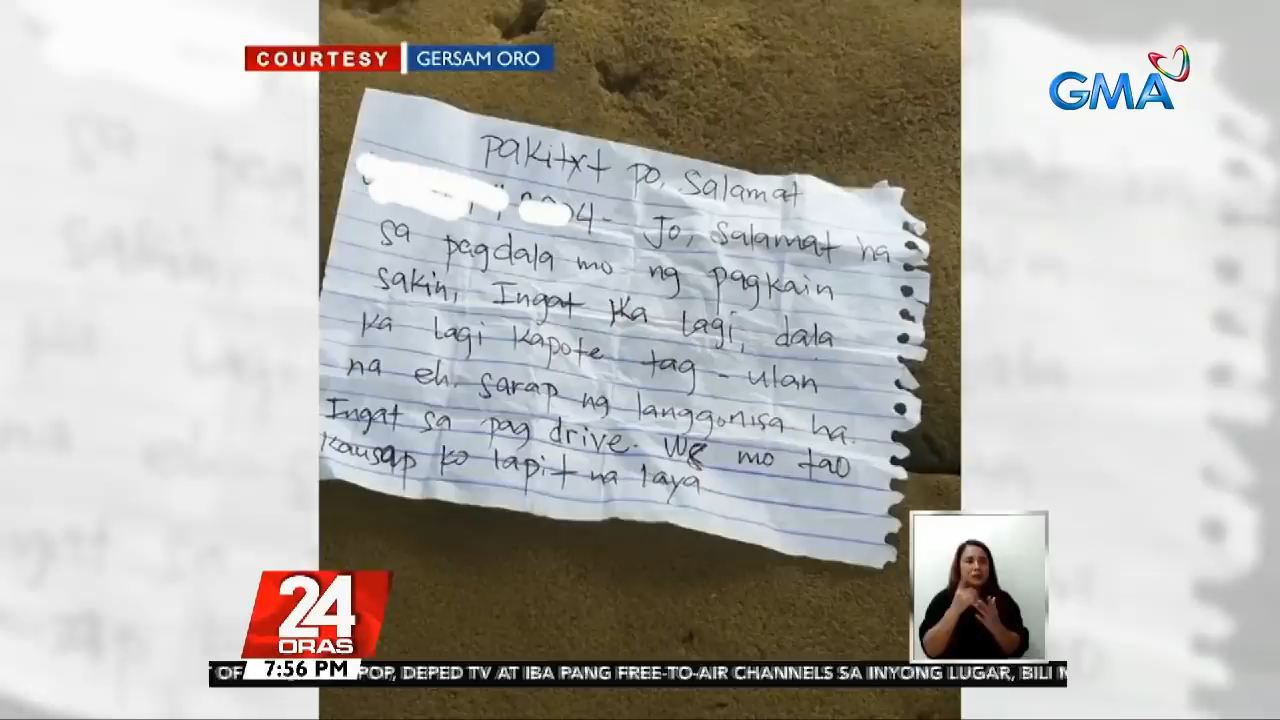 COURTESY GERSAM ORO
GMA
Pakitxt po, Salamat
4- Jo, Salamat ha
sa pagdala mo ng pagkain
sakin, Ingat ka lagi, dala
ka lagi kapote tag-ulan
na eh. sarap ng langgonisa ha.
Ingat sa pag drive. mo tao
kausap ko lapit na laya
24
ORAS
7:56 PM
OF POP, DEPED TV AT IBA PANG FREE-TO-AIR CHANNELS SA INYONG LUGAR, BILI